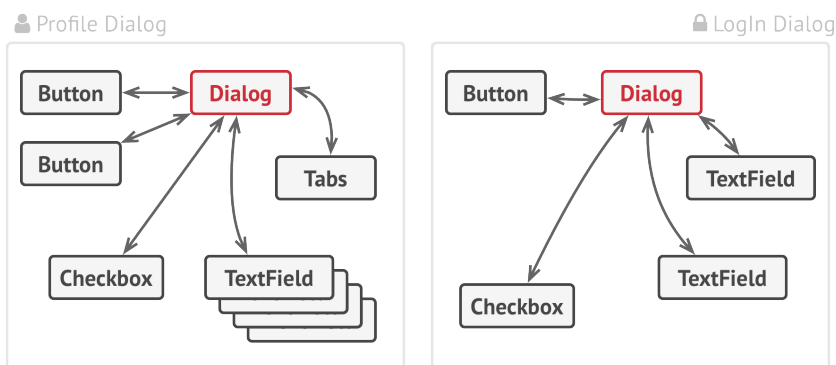 Profile Dialog
Button
Dialog
Button
Tabs
Checkbox
TextField
LogIn Dialog
Button
Dialog
TextField
TextField
Checkbox